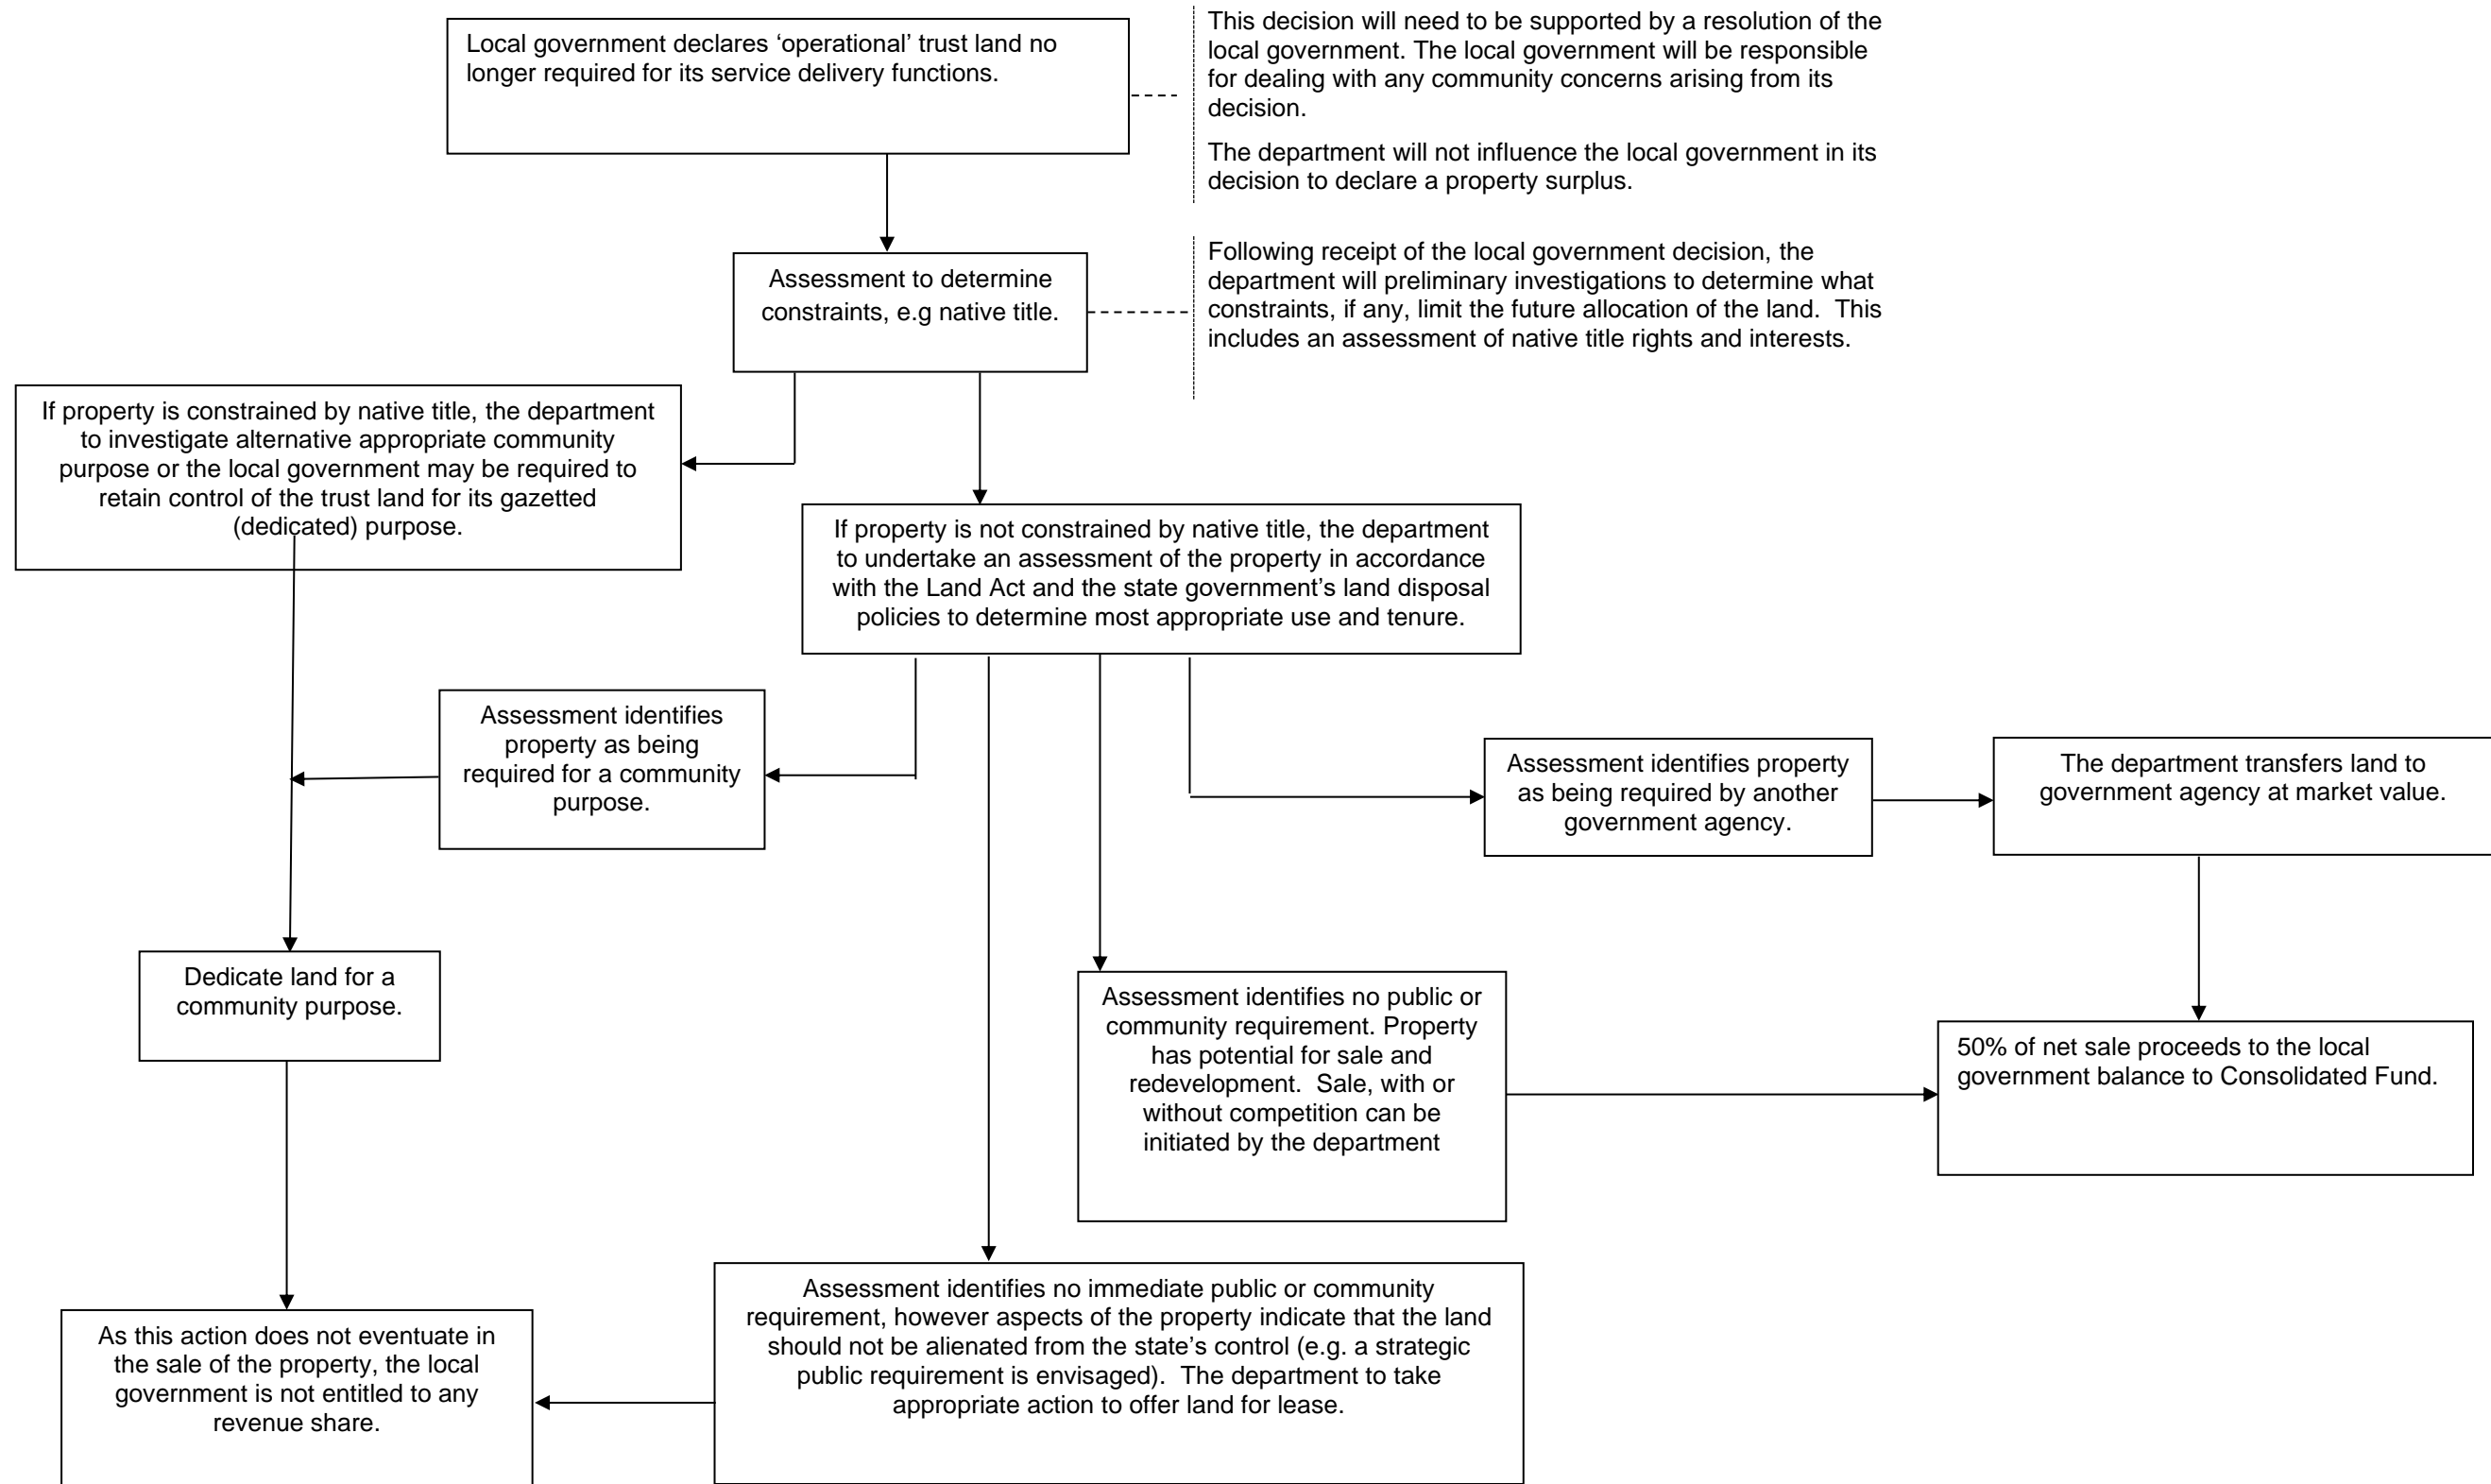 Local government declares ‘operational’ trust land no
longer required for its service delivery functions.
This decision will need to be supported by a resolution of the
local government. The local government will be responsible
for dealing with any community concerns arising from its
decision.
The department will not influence the local government in its
decision to declare a property surplus.
Assessment to determine
constraints, e.g native title.
Following receipt of the local government decision, the
department will preliminary investigations to determine what
constraints, if any, limit the future allocation of the land.  This
includes an assessment of native title rights and interests.
If property is constrained by native title, the department
to investigate alternative appropriate community
purpose or the local government may be required to
retain control of the trust land for its gazetted
(dedicated) purpose.
If property is not constrained by native title, the department
to undertake an assessment of the property in accordance
with the Land Act and the state government’s land disposal
policies to determine most appropriate use and tenure.
Assessment identifies
property as being
required for a community
purpose.
Assessment identifies property
as being required by another
government agency.
The department transfers land to
government agency at market value.
Dedicate land for a
community purpose.
Assessment identifies no public or
community requirement. Property
has potential for sale and
redevelopment.  Sale, with or
without competition can be
initiated by the department
50% of net sale proceeds to the local
government balance to Consolidated Fund.
As this action does not eventuate in
the sale of the property, the local
government is not entitled to any
revenue share.
Assessment identifies no immediate public or community
requirement, however aspects of the property indicate that the land
should not be alienated from the state’s control (e.g. a strategic
public requirement is envisaged).  The department to take
appropriate action to offer land for lease.